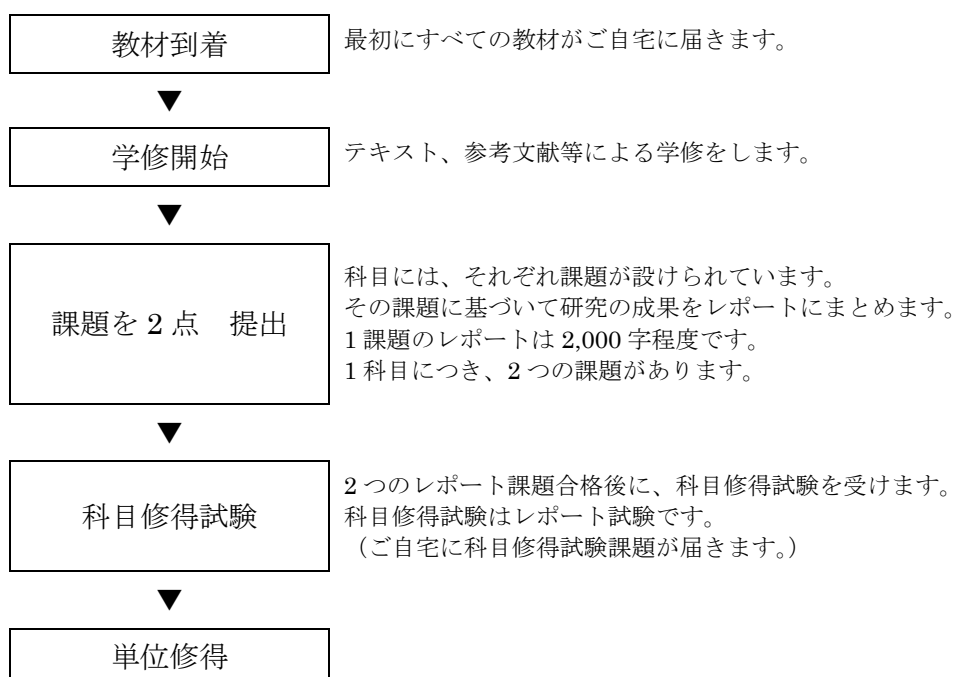 教材到着
最初にすべての教材がご自宅に届きます。
▼
学修開始
テキスト、参考文献等による学修をします。
▼
課題を 2 点　提出
科目には、それぞれ課題が設けられています。
その課題に基づいて研究の成果をレポートにまとめます。
1 課題のレポートは 2,000 字程度です。
1 科目につき、2 つの課題があります。
▼
科目修得試験
2 つのレポート課題合格後に、科目修得試験を受けます。
科目修得試験はレポート試験です。
（ご自宅に科目修得試験課題が届きます。）
▼
単位修得